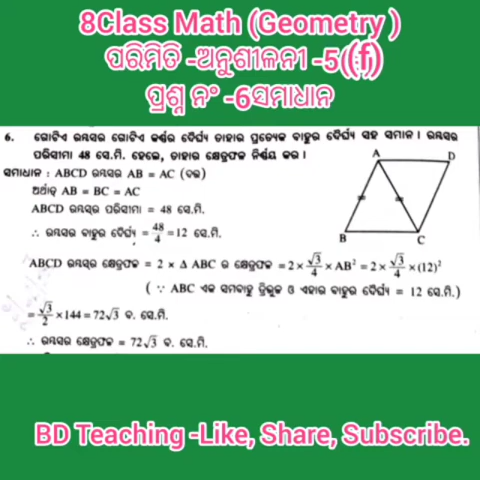 8Class Math (Geometry )
ପରିମିତି -ଅନୁଶୀଳନୀ -5((f))
ପ୍ରଶ୍ନ ନଂ -6ସମାଧାନ
6. ଗୋଟିଏ ରମ୍ବସର ଗୋଟିଏ କର୍ଣ୍ଣର ଦୈର୍ଘ୍ୟ ତାହାର ପ୍ରତ୍ୟେକ ବାହୁର ଦୈର୍ଘ୍ୟ ସହ ସମାନ । ରମ୍ବସର
ପରିସୀମା 48 ସେ.ମି. ହେଲେ, ତାହାର କ୍ଷେତ୍ରଫଳ ନିର୍ଣ୍ଣୟ କର ।
ସମାଧାନ : ABCD ରମ୍ବସର AB = AC (ଦତ୍ତ)
ଅର୍ଥାତ୍ AB = BC = AC
ABCD ରମ୍ବସ୍‌ର ପରିସୀମା = 48 ସେ.ମି.
∴ ରମ୍ବସର ବାହୁର ଦୈର୍ଘ୍ୟ = 48/4 = 12 ସେ.ମି.
A D
B C
ABCD ରମ୍ବସ୍‌ର କ୍ଷେତ୍ରଫଳ = 2 × Δ ABC ର କ୍ଷେତ୍ରଫଳ = 2 × √3/4 × AB² = 2 × √3/4 × (12)²
( ∵ ABC ଏକ ସମବାହୁ ତ୍ରିଭୁଜ ଓ ଏହାର ବାହୁର ଦୈର୍ଘ୍ୟ = 12 ସେ.ମି.)
= √3/2 × 144 = 72√3 ବ. ସେ.ମି.
∴ ରମ୍ବସର କ୍ଷେତ୍ରଫଳ = 72√3 ବ. ସେ.ମି.
BD Teaching -Like, Share, Subscribe.